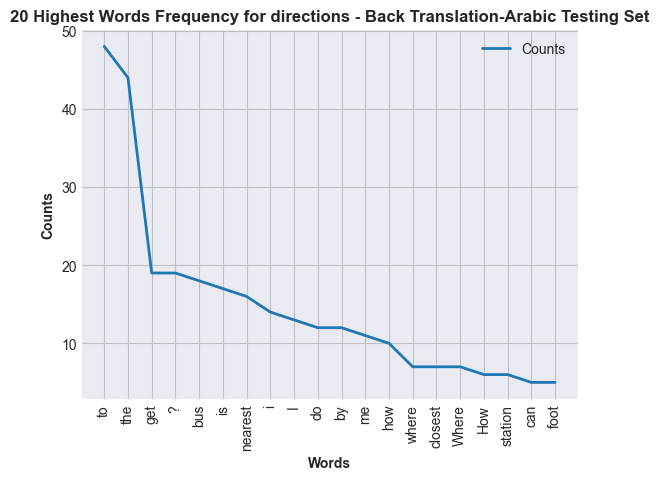 20 Highest Words Frequency for directions - Back Translation-Arabic Testing Set
Counts
50
40
30
20
10
Counts
to
the
get
?
bus
is
nearest
i
I
do
by
me
how
where
closest
Where
How
station
can
foot
Words